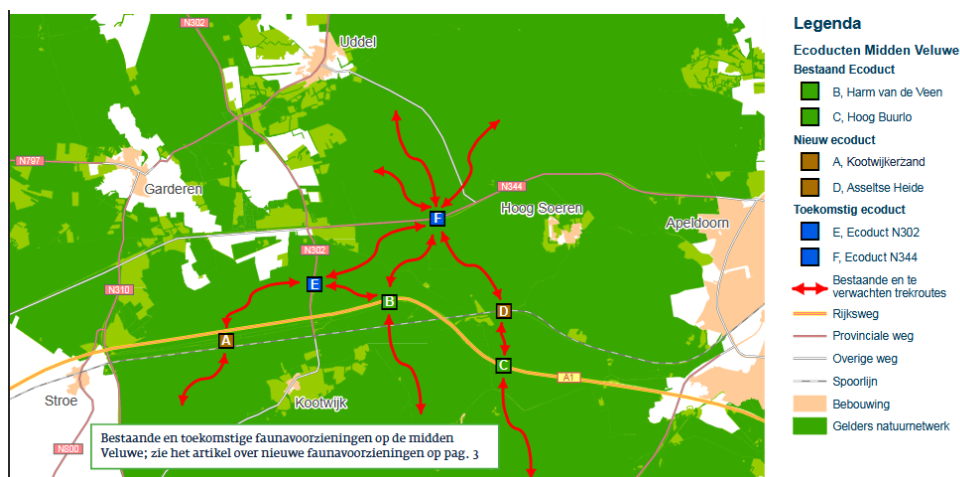 N302
Uddel
N797
Garderen
N344
Hoog Soeren
Apeldoorn
F
N302
E
N310
B
D
A
C
A1
Stroe
Kootwijk
N800
Bestaande en toekomstige faunavoorzieningen op de midden
Veluwe; zie het artikel over nieuwe faunavoorzieningen op pag. 3
Legenda
Ecoducten Midden Veluwe
Bestaand Ecoduct
B, Harm van de Veen
C, Hoog Buurlo
Nieuw ecoduct
A, Kootwijkerzand
D, Asseltse Heide
Toekomstig ecoduct
E, Ecoduct N302
F, Ecoduct N344
Bestaande en te
verwachten trekroutes
Rijksweg
Provinciale weg
Overige weg
Spoorlijn
Bebouwing
Gelders natuurnetwerk